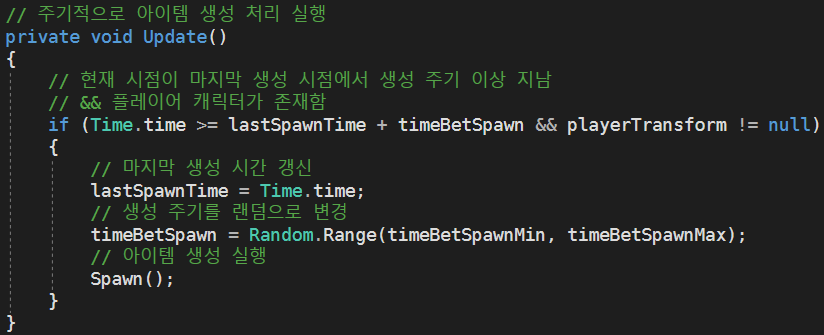 // 주기적으로 아이템 생성 처리 실행
private void Update()
{
    // 현재 시점이 마지막 생성 시점에서 생성 주기 이상 지남
    // && 플레이어 캐릭터가 존재함
    if (Time.time >= lastSpawnTime + timeBetSpawn && playerTransform != null)
    {
        // 마지막 생성 시간 갱신
        lastSpawnTime = Time.time;
        // 생성 주기를 랜덤으로 변경
        timeBetSpawn = Random.Range(timeBetSpawnMin, timeBetSpawnMax);
        // 아이템 생성 실행
        Spawn();
    }
}